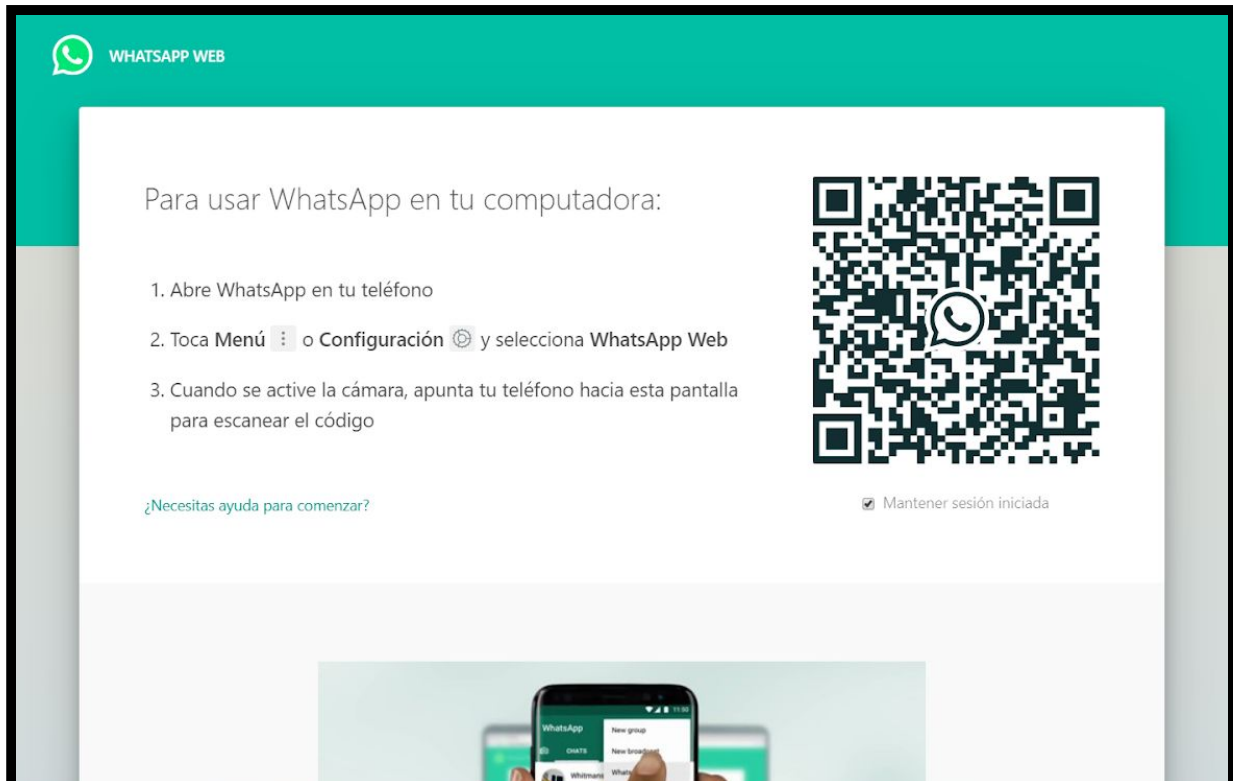 WHATSAPP WEB
Para usar WhatsApp en tu computadora:
1. Abre WhatsApp en tu teléfono
2. Toca Menú o Configuración y selecciona WhatsApp Web
3. Cuando se active la cámara, apunta tu teléfono hacia esta pantalla
para escanear el código
¿Necesitas ayuda para comenzar?
Mantener sesión iniciada
11:50
WhatsApp
New group
CHATS
New